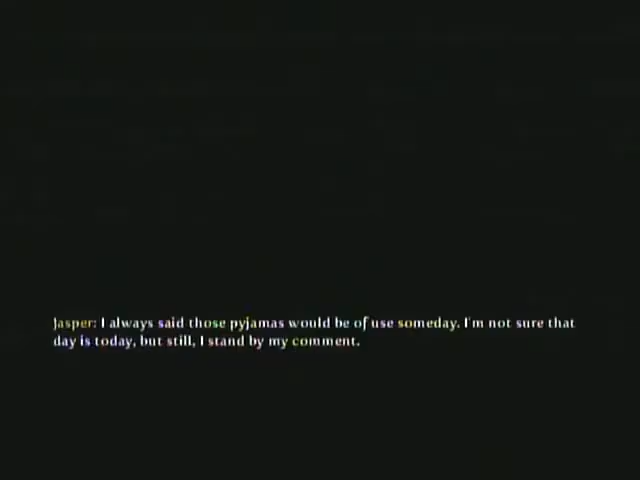 Jasper: I always said those pyjamas would be of use someday. I'm not sure that
day is today, but still, I stand by my comment.